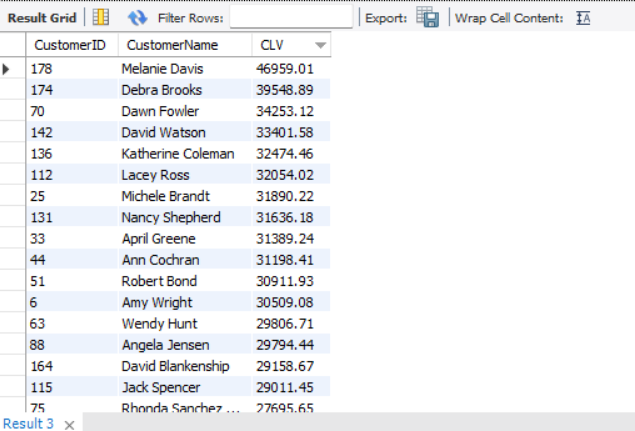 Result Grid Filter Rows: Export: Wrap Cell Content: IA
CustomerID CustomerName CLV
178 Melanie Davis 46959.01
174 Debra Brooks 39548.89
70 Dawn Fowler 34253.12
142 David Watson 33401.58
136 Katherine Coleman 32474.46
112 Lacey Ross 32054.02
25 Michele Brandt 31890.22
131 Nancy Shepherd 31636.18
33 April Greene 31389.24
44 Ann Cochran 31198.41
51 Robert Bond 30911.93
6 Amy Wright 30509.08
63 Wendy Hunt 29806.71
88 Angela Jensen 29794.44
164 David Blankenship 29158.67
115 Jack Spencer 29011.45
75 Rhonda Sanchez ... 27695.65
Result 3 ×